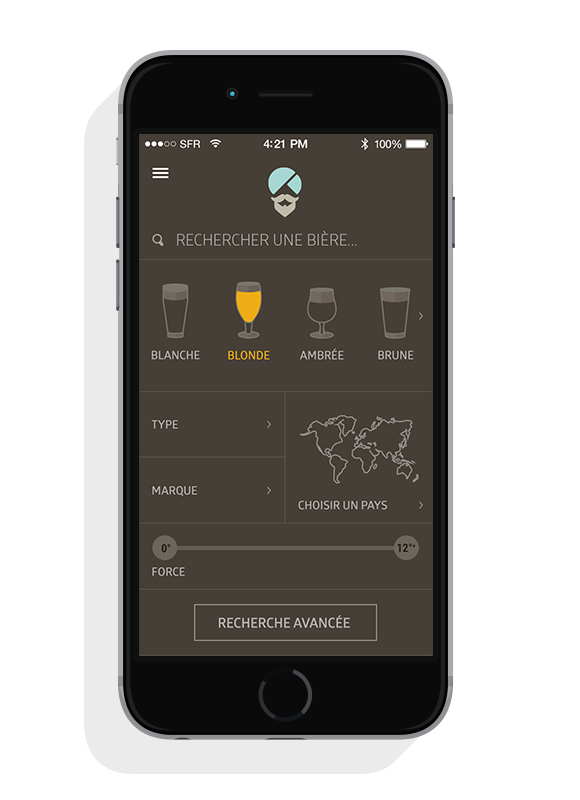 SFR 4:21 PM 100%
RECHERCHER UNE BIÈRE...
BLANCHE BLONDE AMBRÉE BRUNE
TYPE
MARQUE
CHOISIR UN PAYS
0° 12°+
FORCE
RECHERCHE AVANCÉE